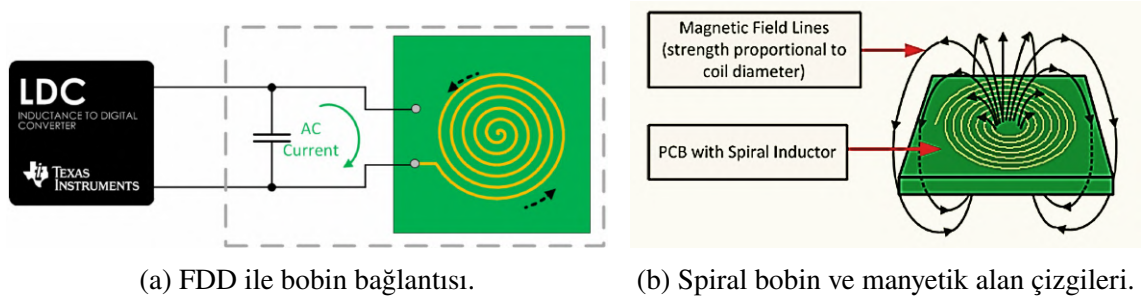 LDC
INDUCTANCE TO DIGITAL
CONVERTER
TEXAS
INSTRUMENTS
AC
Current
(a) FDD ile bobin bağlantısı.
Magnetic Field Lines
(strength proportional to
coil diameter)
PCB with Spiral Inductor
(b) Spiral bobin ve manyetik alan çizgileri.